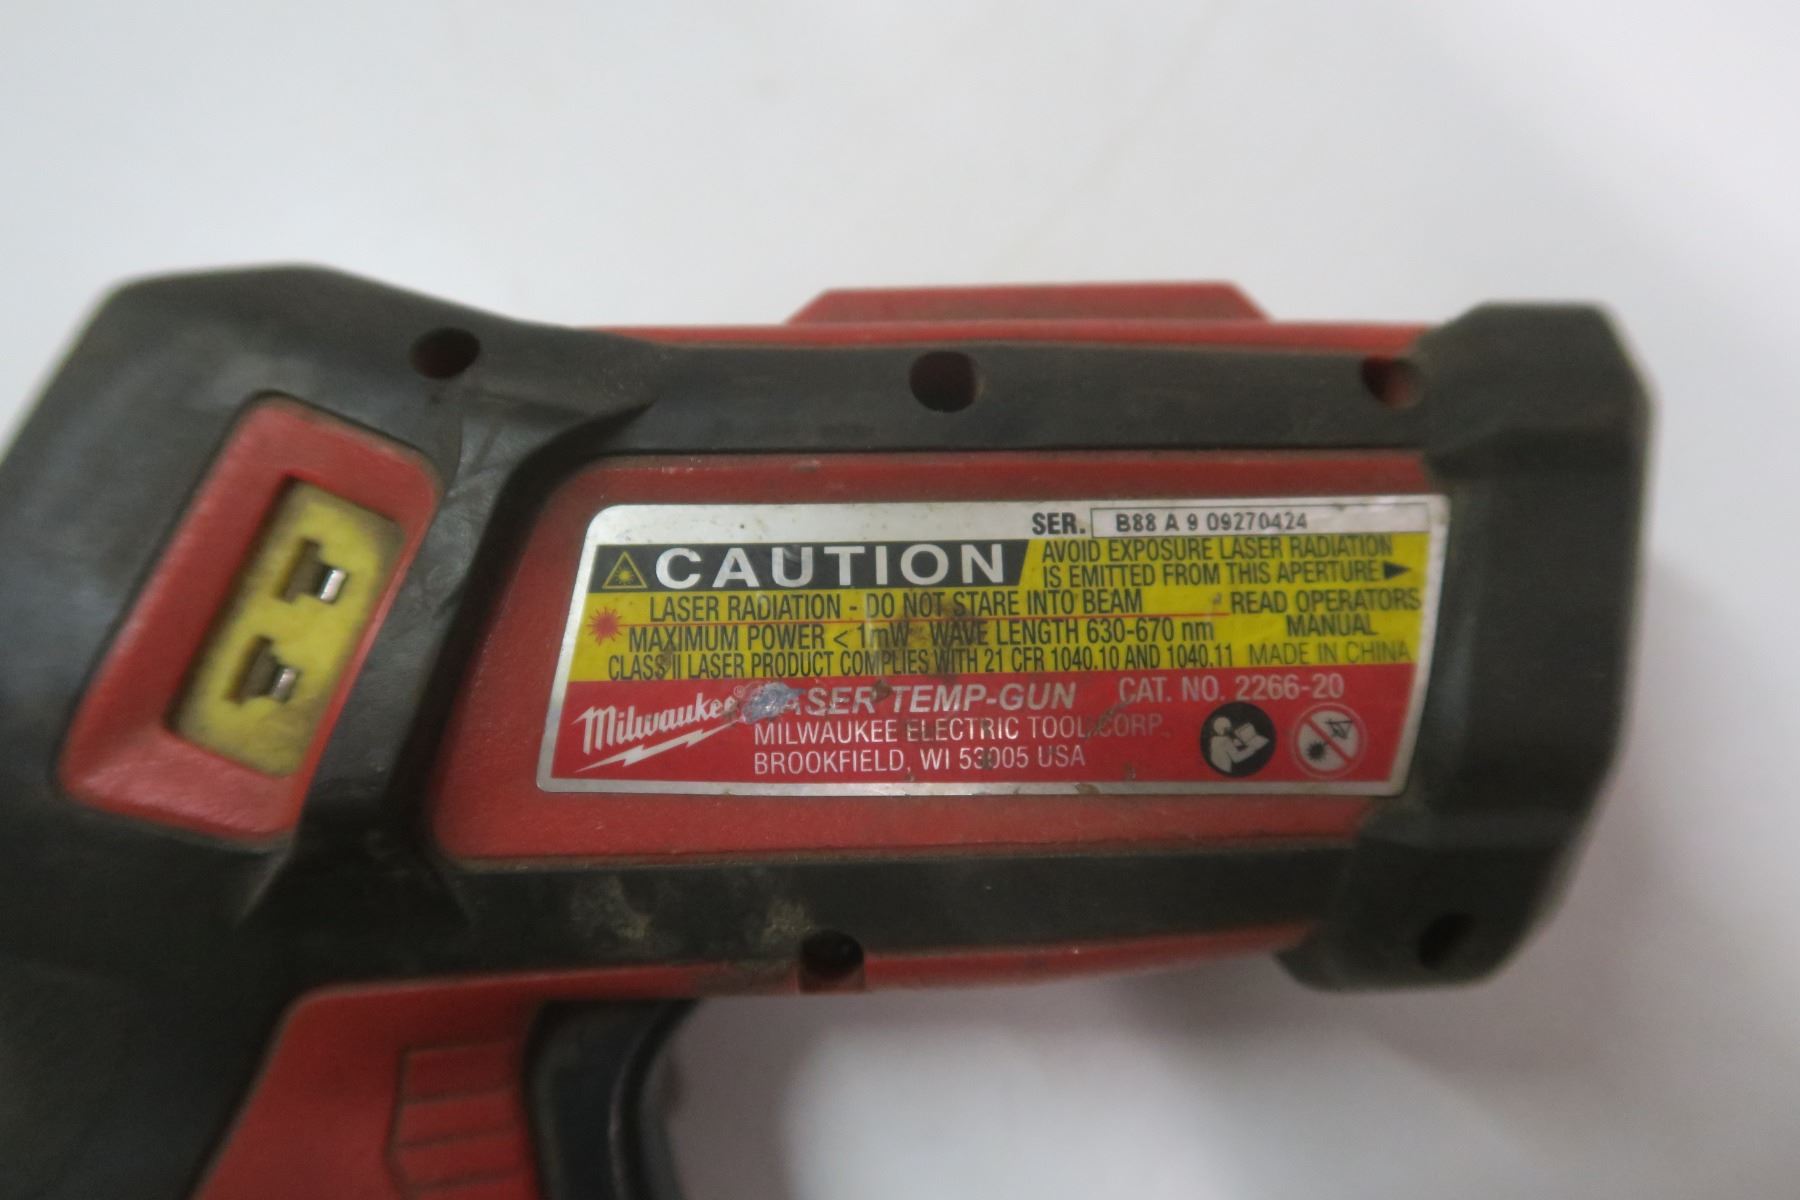 SER. B88 A 9 09270424
CAUTION
AVOID EXPOSURE LASER RADIATION
IS EMITTED FROM THIS APERTURE
LASER RADIATION - DO NOT STARE INTO BEAM
MAXIMUM POWER < 1mW WAVE LENGTH 630-670 nm
CLASS II LASER PRODUCT COMPLIES WITH 21 CFR 1040.10 AND 1040.11
READ OPERATORS
MANUAL
MADE IN CHINA
Milwaukee® LASER TEMP-GUN CAT. NO. 2266-20
MILWAUKEE ELECTRIC TOOL CORP.
BROOKFIELD, WI 53005 USA